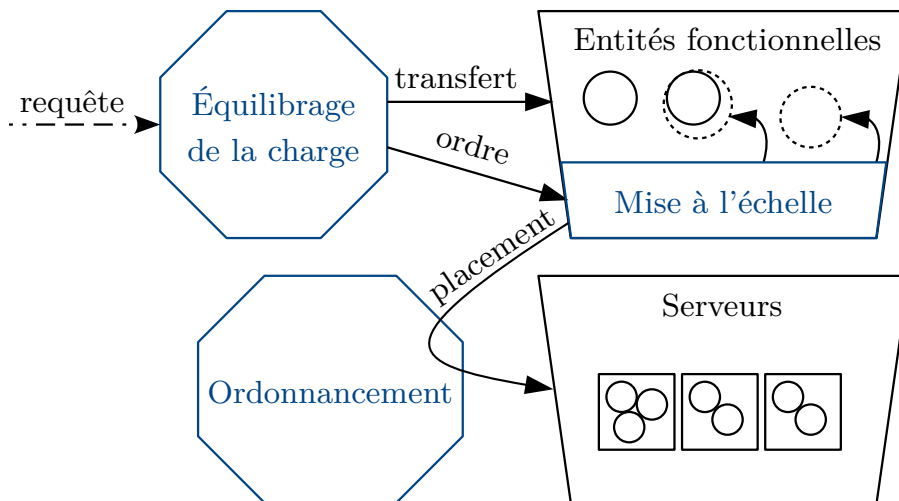 requête
Équilibrage
de la charge
transfert
ordre
Entités fonctionnelles
Mise à l'échelle
placement
Ordonnancement
Serveurs